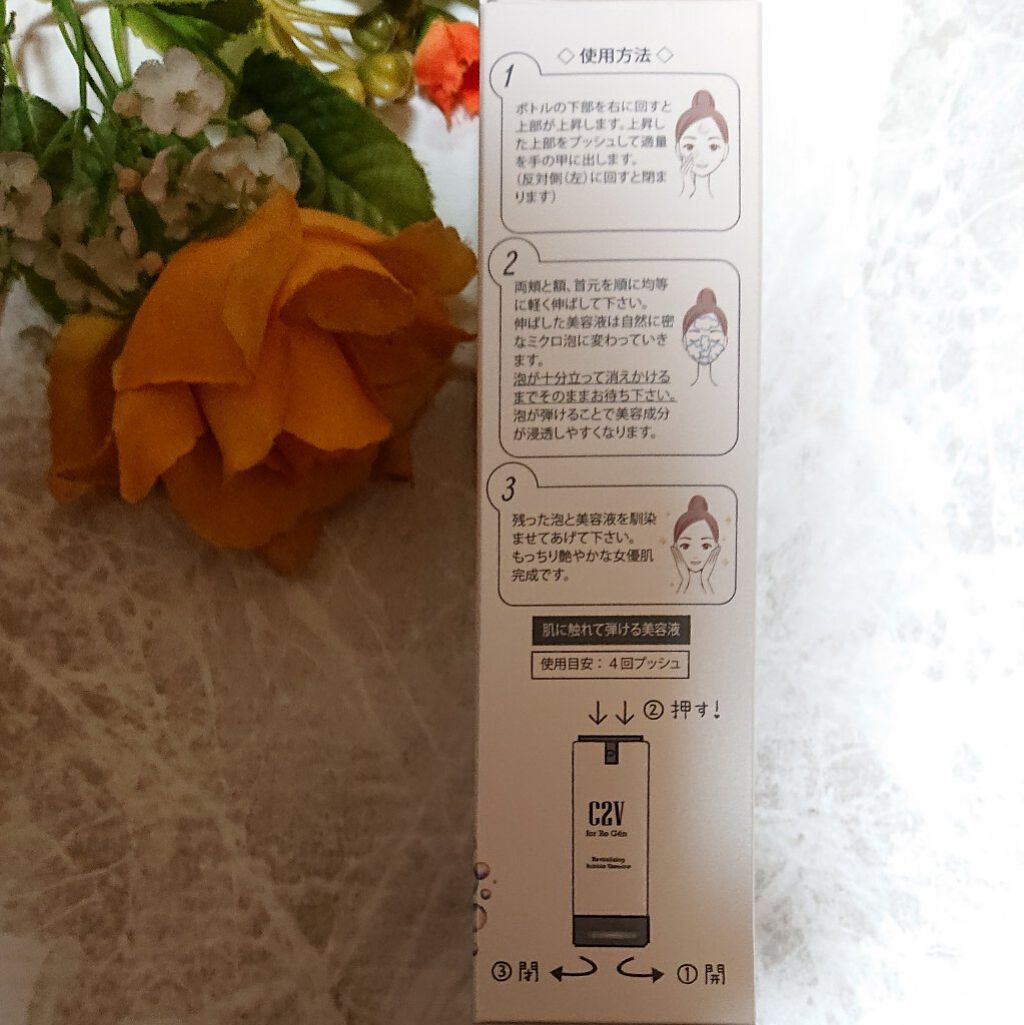 ◇ 使用方法 ◇
1
ボトルの下部を右に回すと
上部が上昇します。上昇し
た上部をプッシュして適量
を手の甲に出します。
（反対側（左）に回すと閉ま
ります）
2
両頬と額、首元を順に均等
に軽く伸ばして下さい。
伸ばした美容液は自然に密
なミクロ泡に変わっていき
ます。
泡が十分立って消えかける
までそのままお待ち下さい。
泡が弾けることで美容成分
が浸透しやすくなります。
3
残った泡と美容液を馴染
ませてあげて下さい。
もっちり艶やかな女優肌
完成です。
肌に触れて弾ける美容液
使用目安：４回プッシュ
② 押す!
C2V
for Re Gén
Revitalizing
③ 閉
① 開